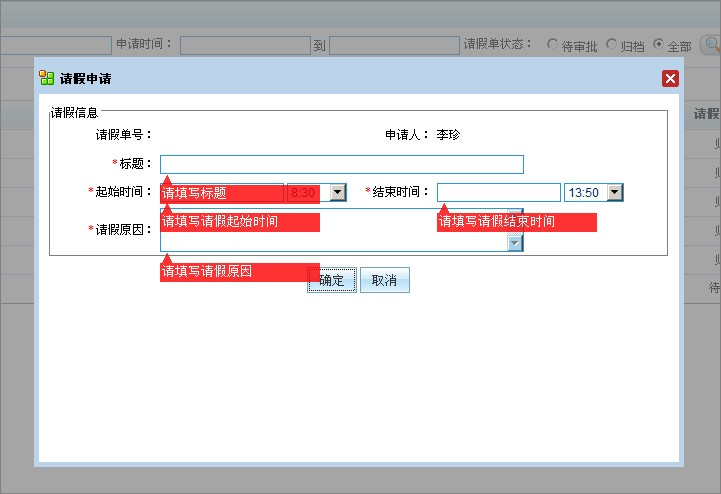 申请时间： 到 请假单状态： 待审批 归档 全部
请假申请
请假
请假信息
请假单号： 申请人： 李珍
*标题：
*起始时间： 请填写标题 8:30 *结束时间： 13:50
请填写请假起始时间 请填写请假结束时间
*请假原因：
请填写请假原因
确定 取消
待